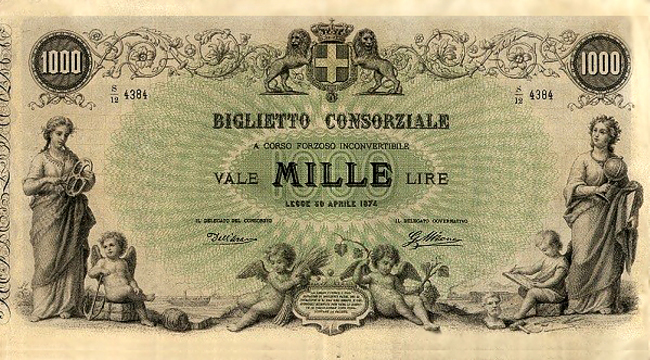 1000 1000
S/12 4384 S/12 4384
BIGLIETTO CONSORZIALE
A CORSO FORZOSO INCONVERTIBILE
1000
VALE MILLE LIRE
LEGGE 30 APRILE 1874
IL DELEGATO DEL CONSORZIO IL DELEGATO GOVERNATIVO